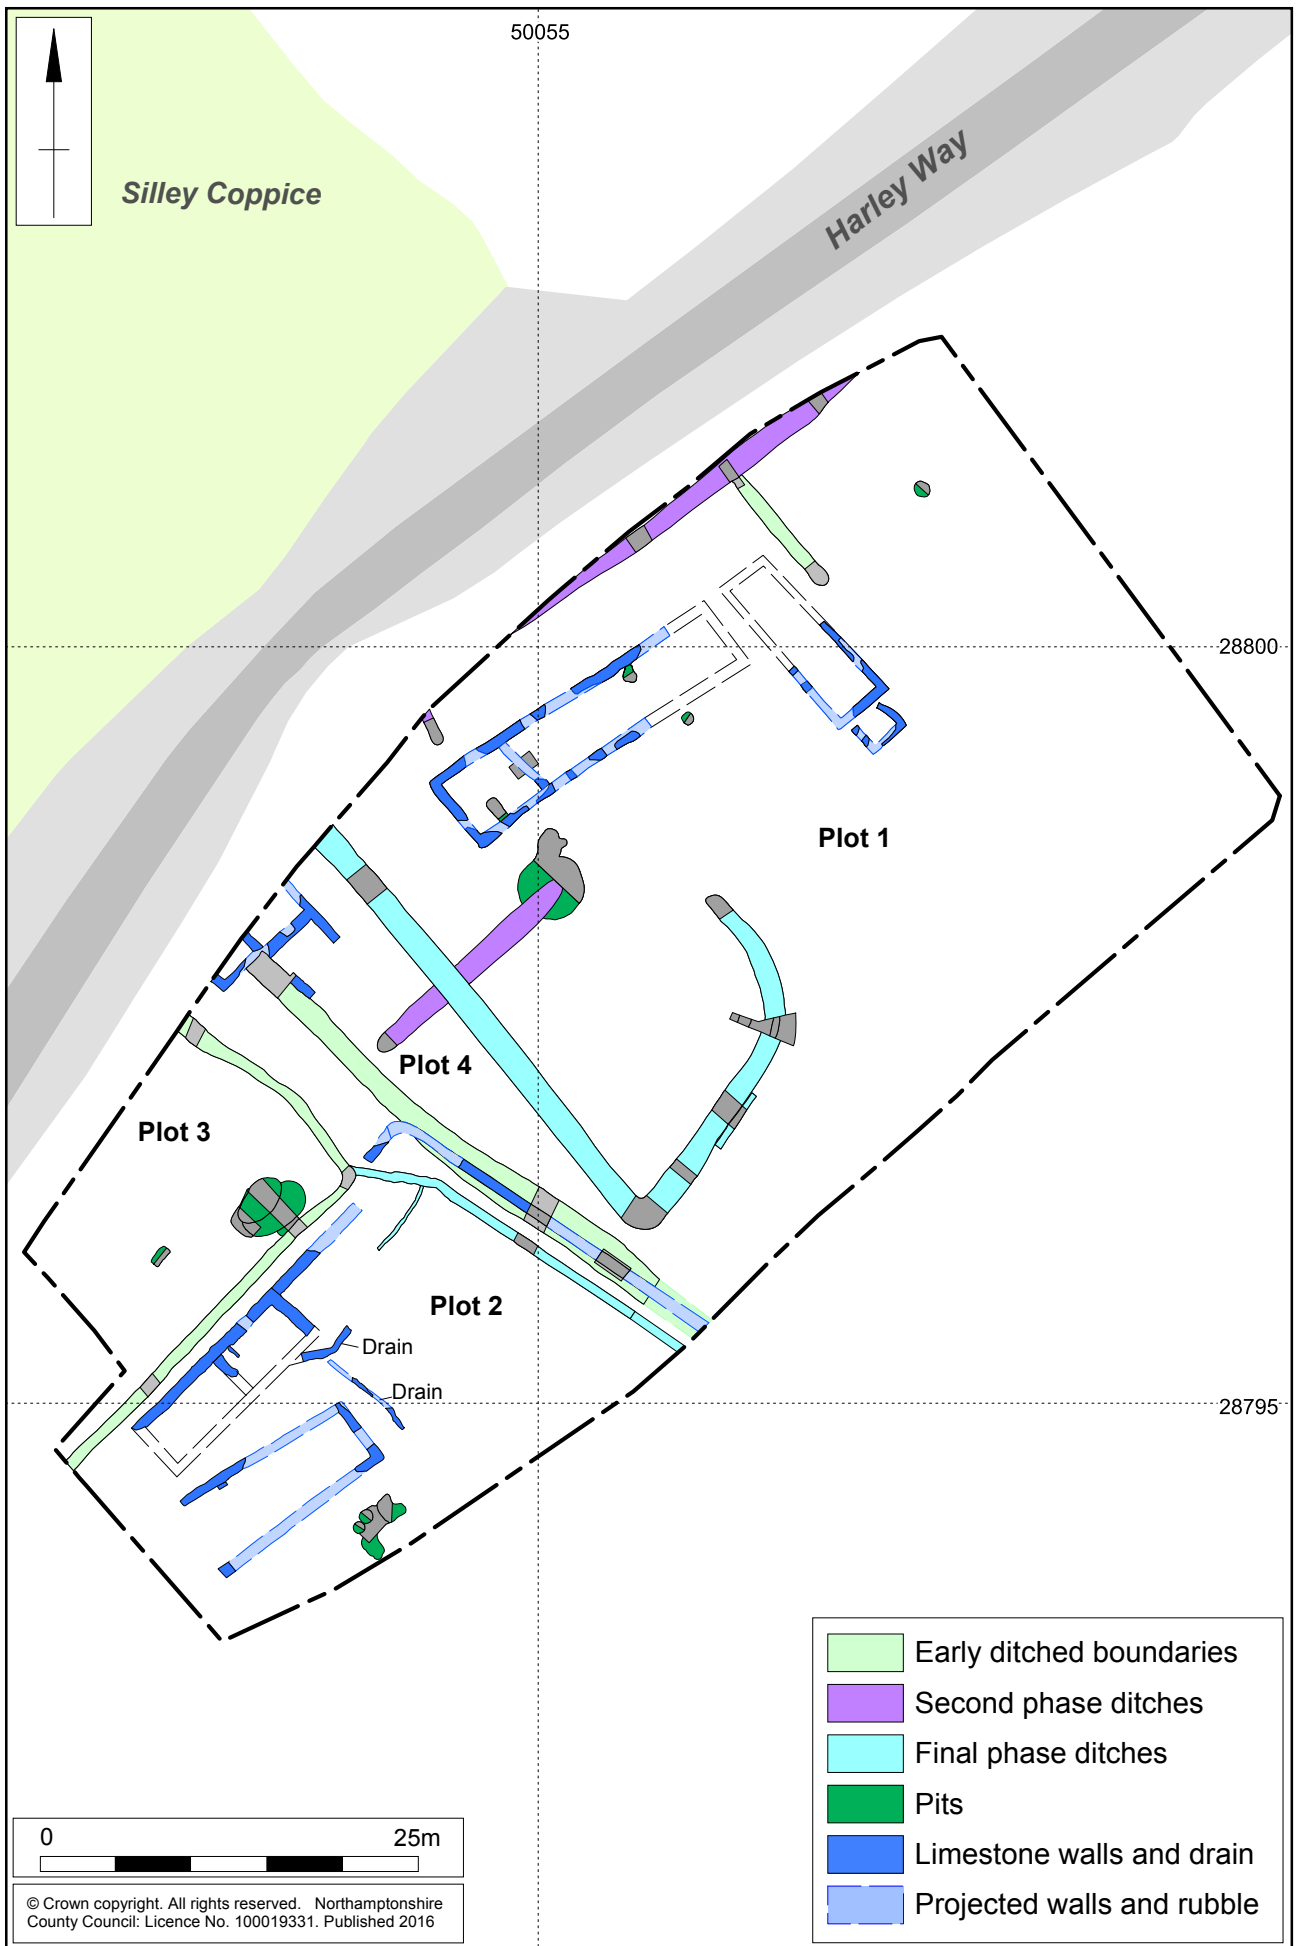 50055
Silley Coppice
Harley Way
28800
Plot 1
Plot 4
Plot 3
Plot 2
Drain
Drain
28795
Early ditched boundaries
Second phase ditches
Final phase ditches
Pits
Limestone walls and drain
Projected walls and rubble
0 25m
© Crown copyright. All rights reserved. Northamptonshire
County Council: Licence No. 100019331. Published 2016